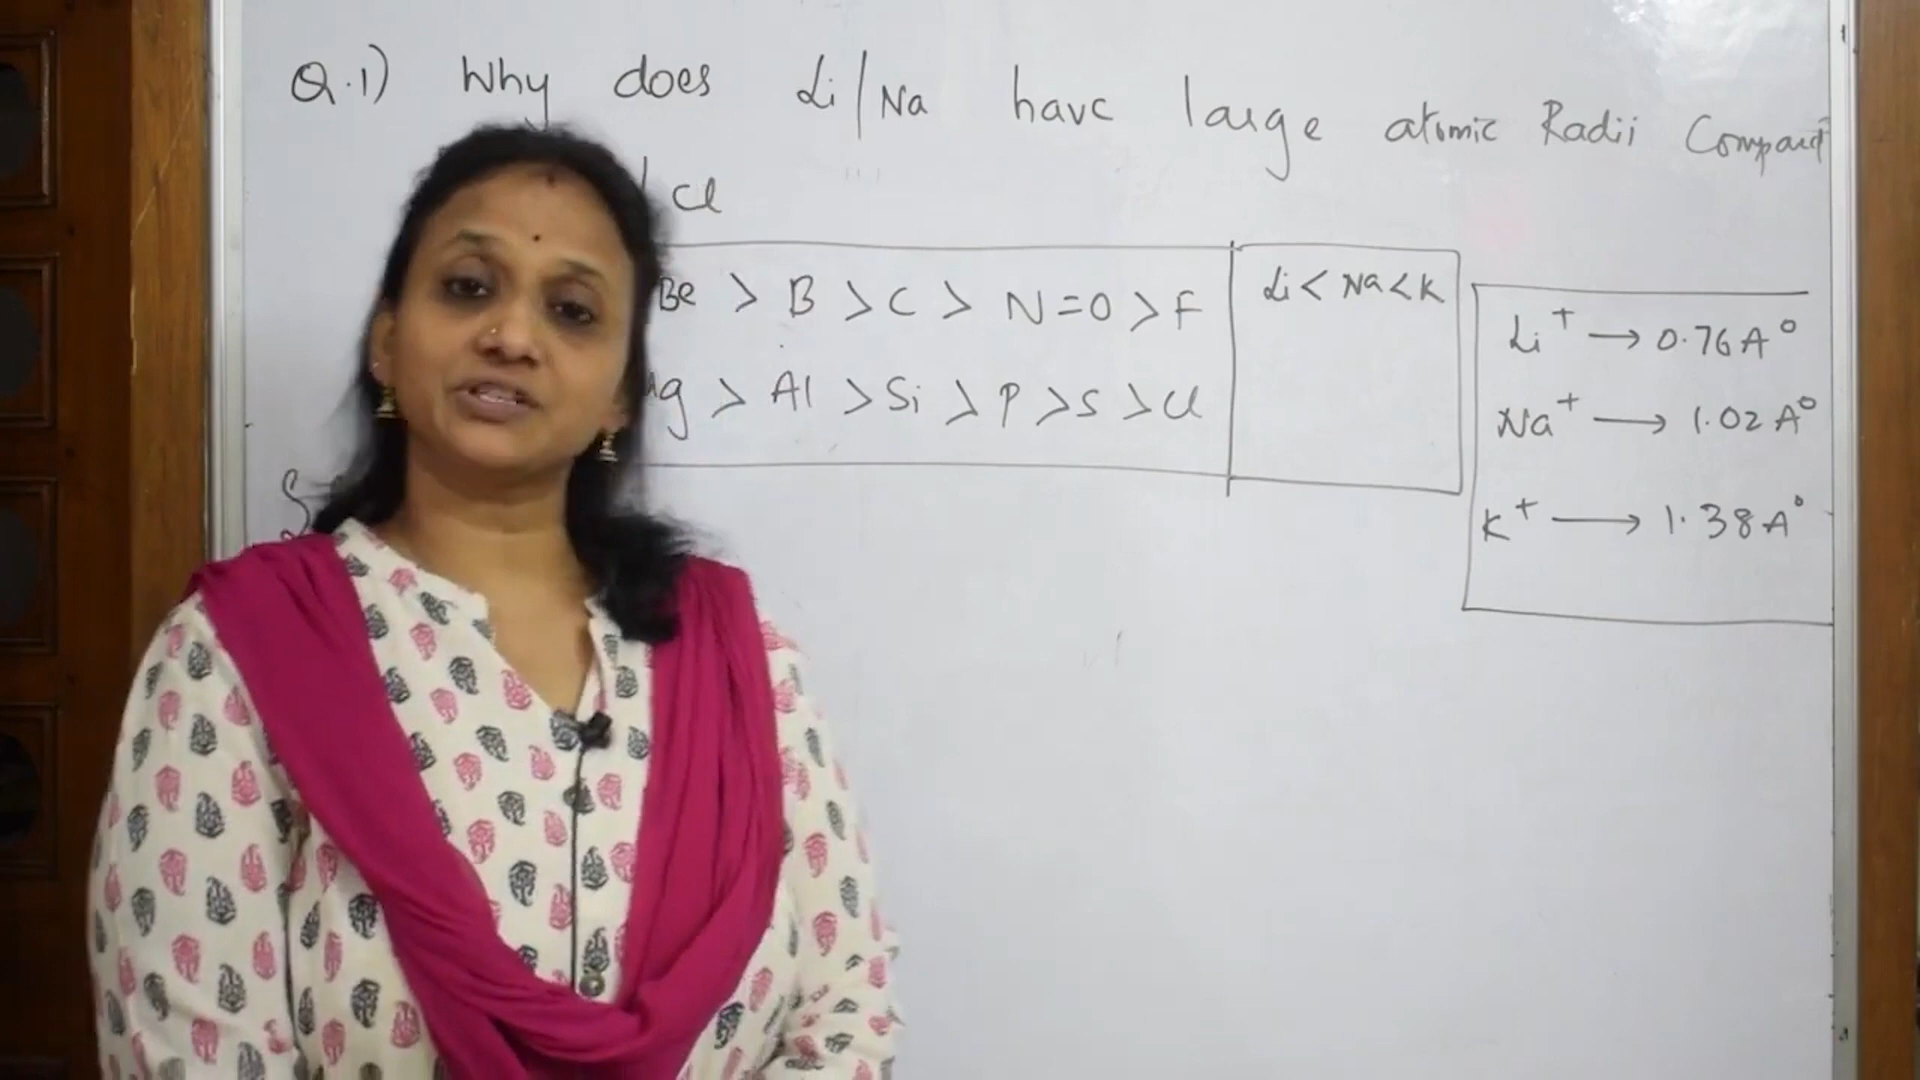 Q.1) Why does Li/Na have large atomic Radii
/ Cl
Be > B > C > N=O > F
> Al > Si > P > S > Cl
Li < Na < K
Li+ → 0.76 A°
Na+ → 1.02 A°
K+ → 1.38 A°